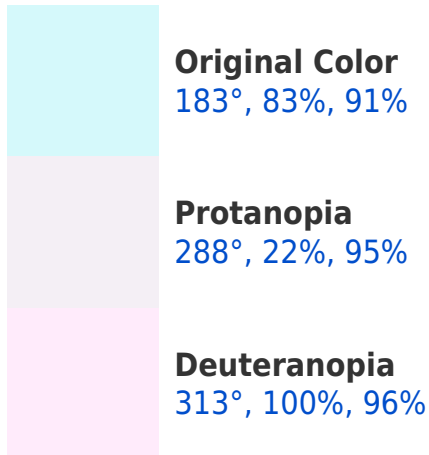 Original Color
183°, 83%, 91%
Protanopia
288°, 22%, 95%
Deuteranopia
313°, 100%, 96%